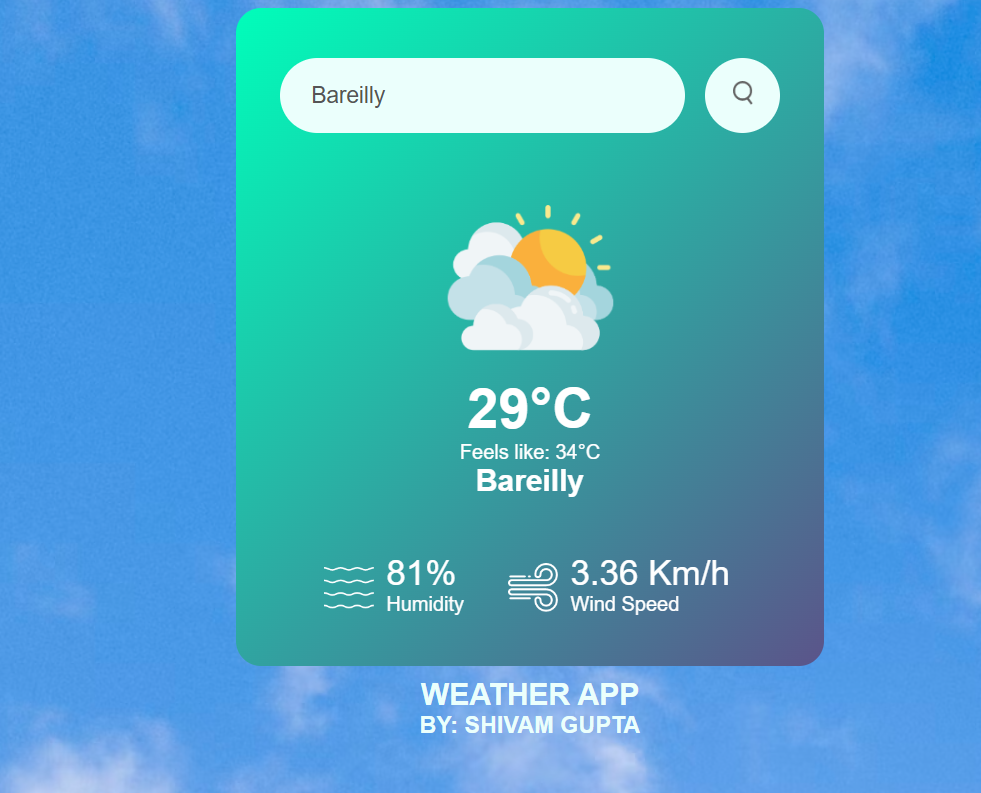 Bareilly
29°C
Feels like: 34°C
Bareilly
81%
Humidity
3.36 Km/h
Wind Speed
WEATHER APP
BY: SHIVAM GUPTA